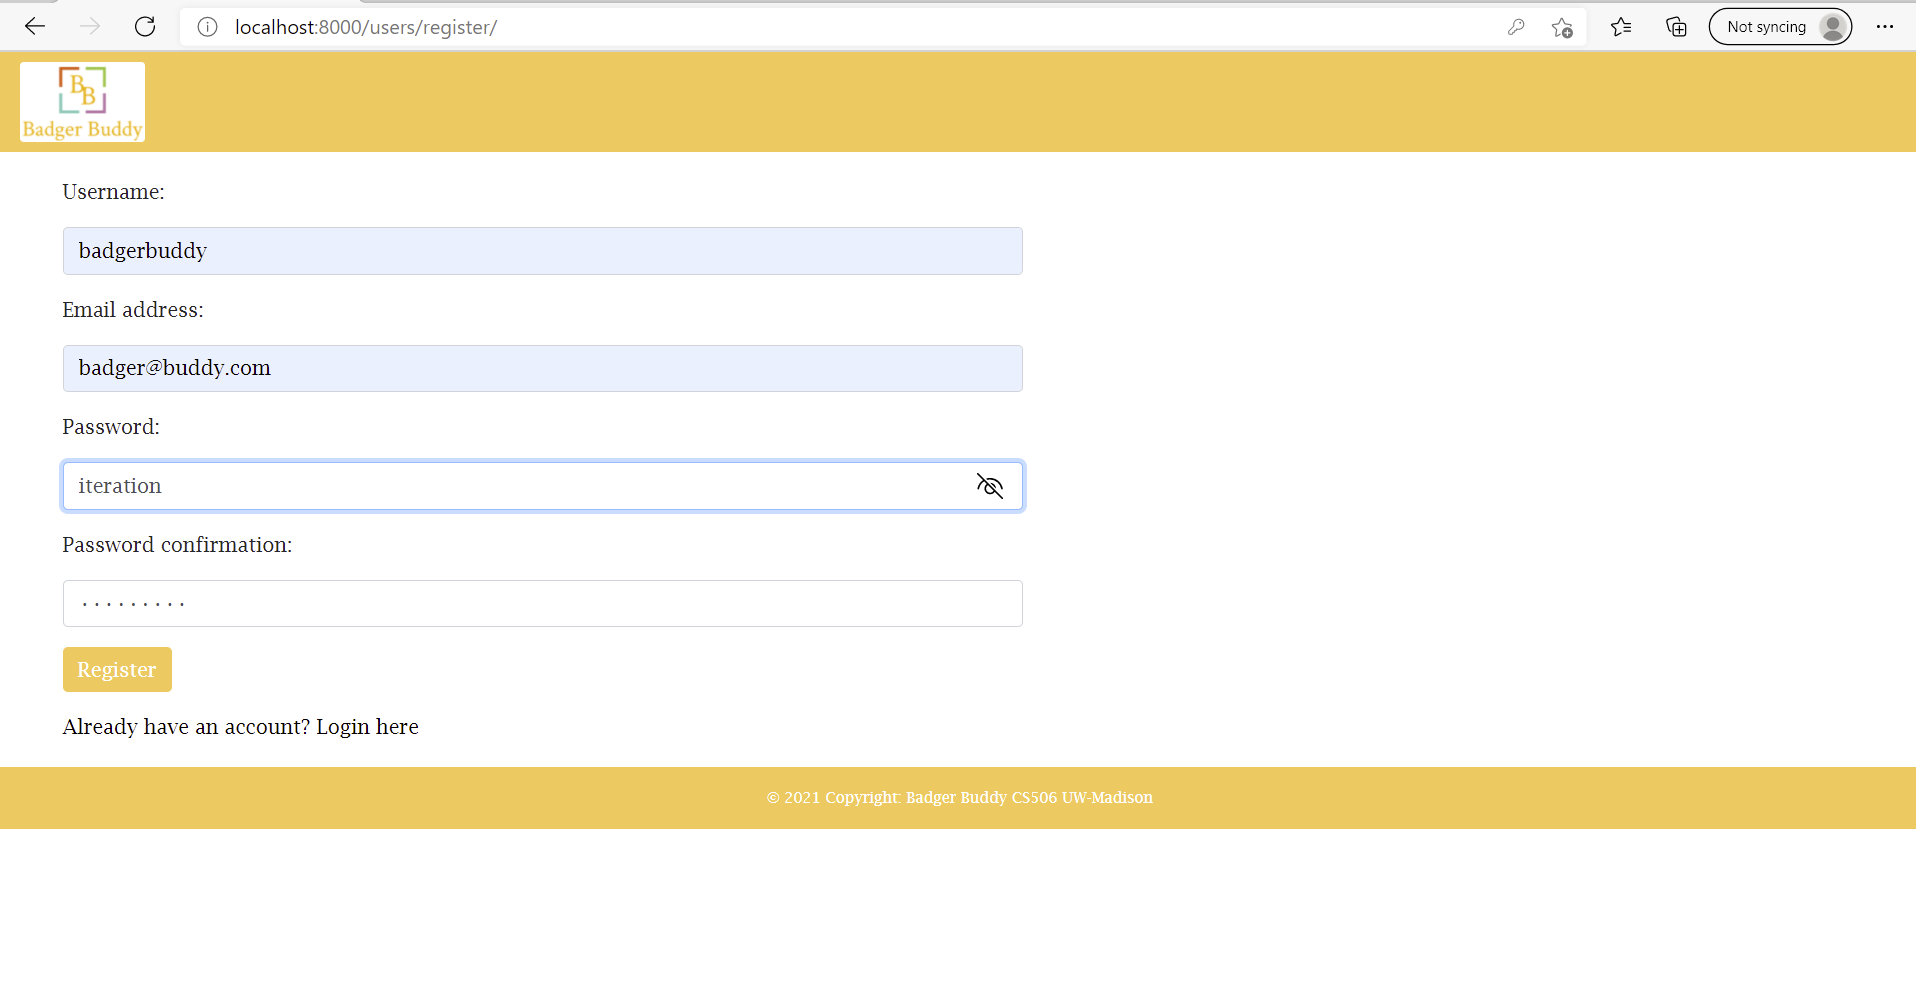 localhost:8000/users/register/
Not syncing
B
B
Badger Buddy
Username:
badgerbuddy
Email address:
badger@buddy.com
Password:
iteration
Password confirmation:
.........
Register
Already have an account? Login here
© 2021 Copyright: Badger Buddy CS506 UW-Madison